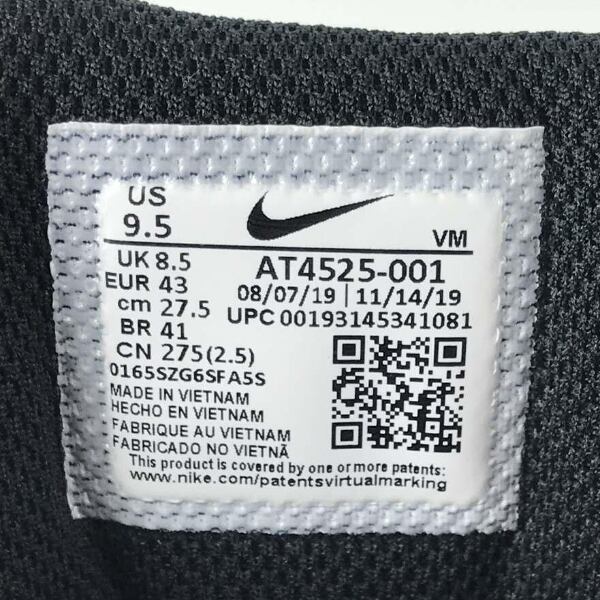 US
9.5
VM
UK 8.5
EUR 43
cm 27.5
BR 41
CN 275(2.5)
AT4525-001
08/07/19 | 11/14/19
UPC 00193145341081
0165SZG6SFA5S
MADE IN VIETNAM
HECHO EN VIETNAM
FABRIQUE AU VIETNAM
FABRICADO NO VIETNÃ
This product is covered by one or more patents:
www.nike.com/patentsvirtualmarking